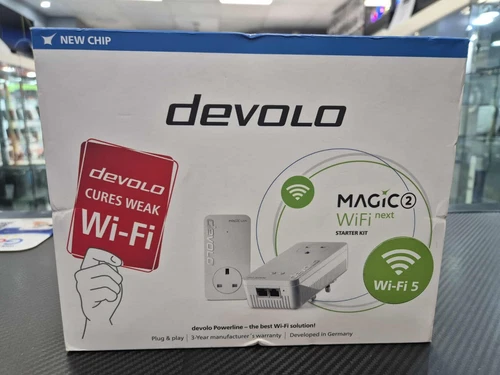 NEW CHIP
devolo
devolo
CURES WEAK
Wi-Fi
MAGIC 2
WiFi next
STARTER KIT
Wi-Fi 5
devolo Powerline – the best Wi-Fi solution!
Plug & play | 3-Year manufacturer's warranty | Developed in Germany